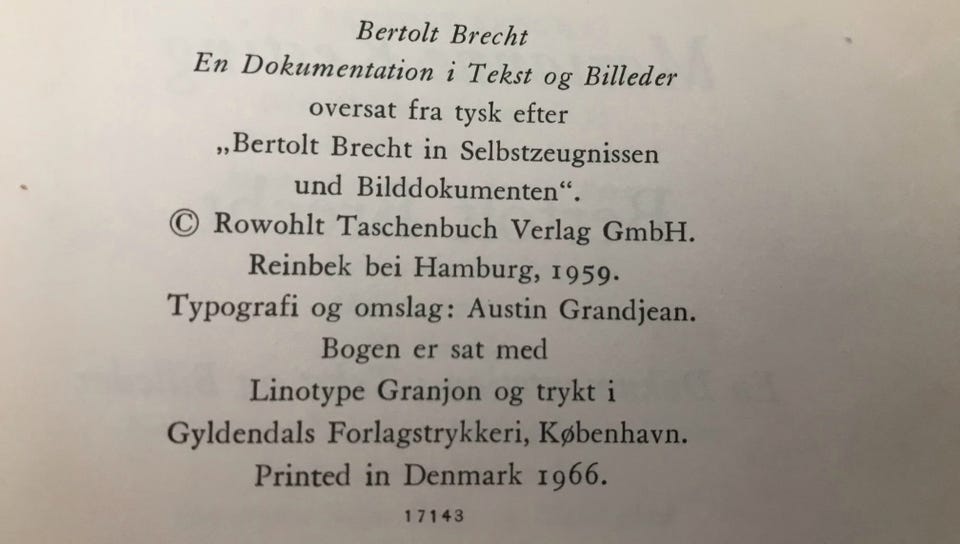 Bertolt Brecht
En Dokumentation i Tekst og Billeder
oversat fra tysk efter
„Bertolt Brecht in Selbstzeugnissen
und Bilddokumenten“.
© Rowohlt Taschenbuch Verlag GmbH.
Reinbek bei Hamburg, 1959.
Typografi og omslag: Austin Grandjean.
Bogen er sat med
Linotype Granjon og trykt i
Gyldendals Forlagstrykkeri, København.
Printed in Denmark 1966.
17143